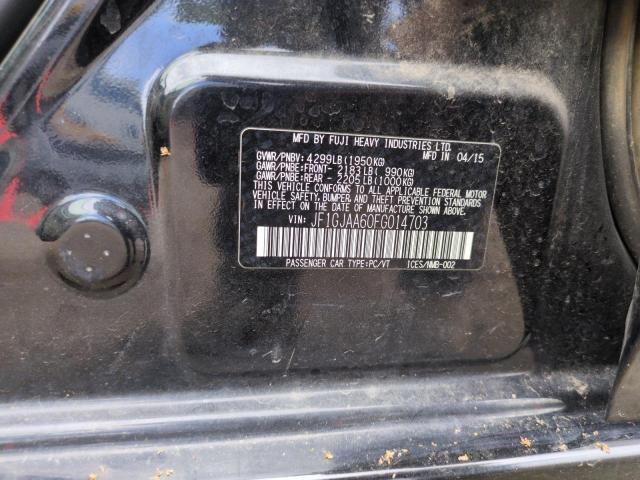 MFD BY FUJI HEAVY INDUSTRIES LTD.
GVWR/PNBV: 4299LB(1950KG) MFD IN 04/15
GAWR/PNBE:FRONT- 2183LB( 990KG)
GAWR/PNBE:REAR - 2205LB(1000KG)
THIS VEHICLE CONFORMS TO ALL APPLICABLE FEDERAL MOTOR
VEHICLE SAFETY, BUMPER, AND THEFT PREVENTION STANDARDS
IN EFFECT ON THE DATE OF MANUFACTURE SHOWN ABOVE.
VIN: JF1GJAA60FG014703
PASSENGER CAR TYPE:PC/VT ICES/NMB-002